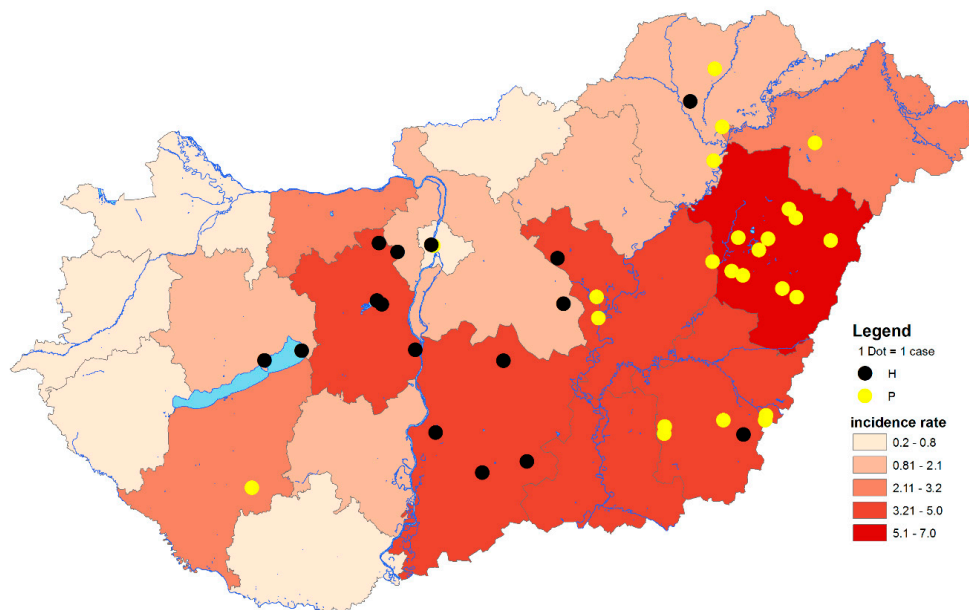 Legend
1 Dot = 1 case
H
P
incidence rate
0.2 - 0.8
0.81 - 2.1
2.11 - 3.2
3.21 - 5.0
5.1 - 7.0